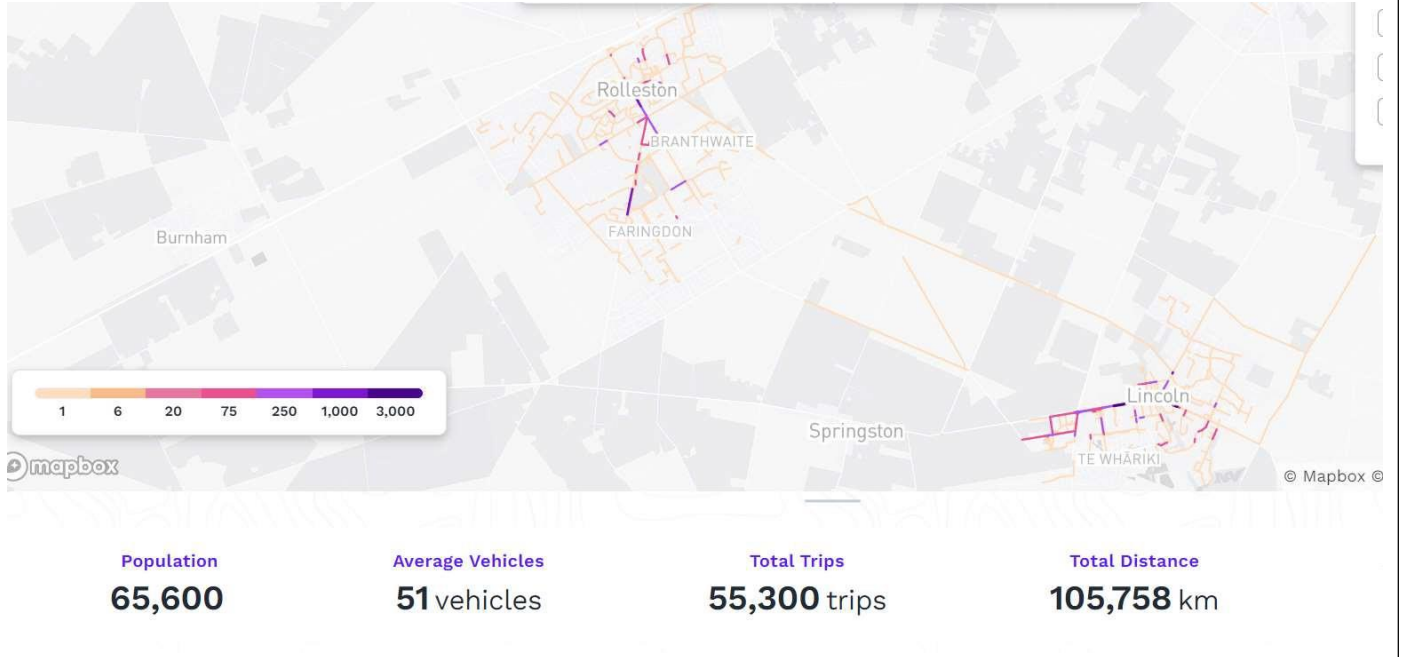 Rolleston
BRANTHWAITE
Burnham
FARINGDON
1 6 20 75 250 1,000 3,000
Lincoln
Springston
TE WHĀRIKI
mapbox
© Mapbox ©
Population
65,600
Average Vehicles
51 vehicles
Total Trips
55,300 trips
Total Distance
105,758 km